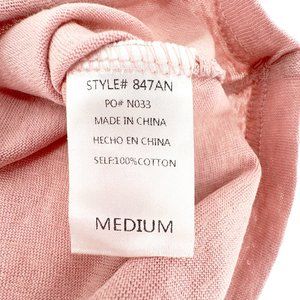 STYLE# 847AN
PO# N033
MADE IN CHINA
HECHO EN CHINA
SELF:100%COTTON
MEDIUM